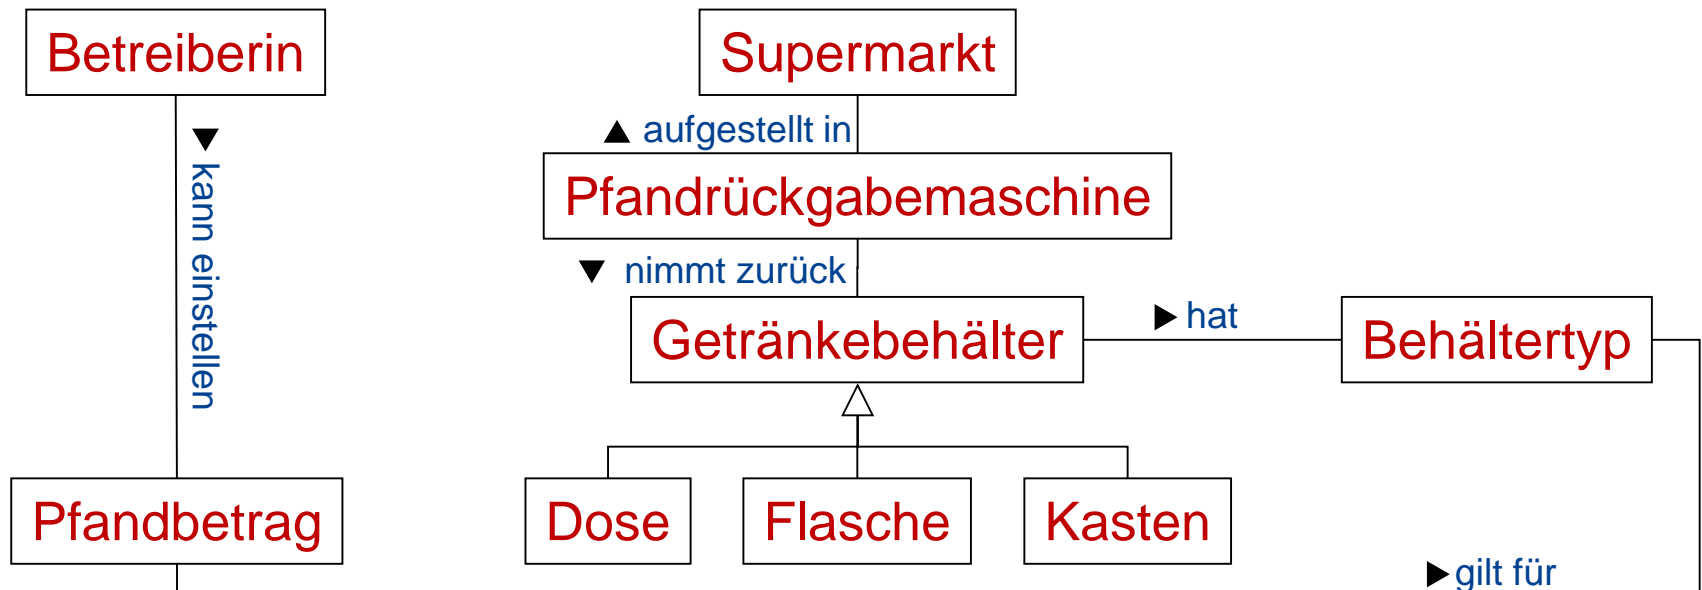 Betreiberin
Supermarkt
aufgestellt in
Pfandrückgabemaschine
kann einstellen
nimmt zurück
Getränkebehälter
hat
Behältertyp
Pfandbetrag
Dose
Flasche
Kasten
gilt für